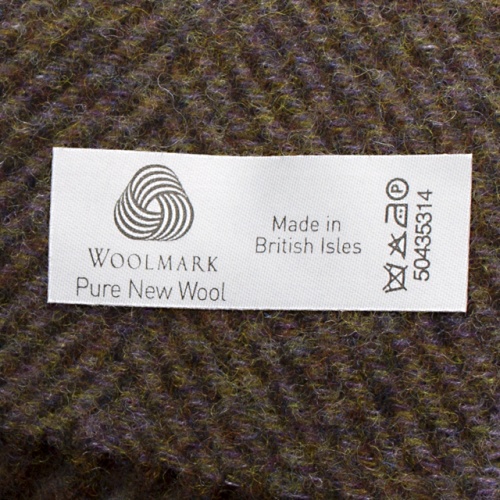 WOOLMARK
Pure New Wool
Made in
British Isles
P
50435314